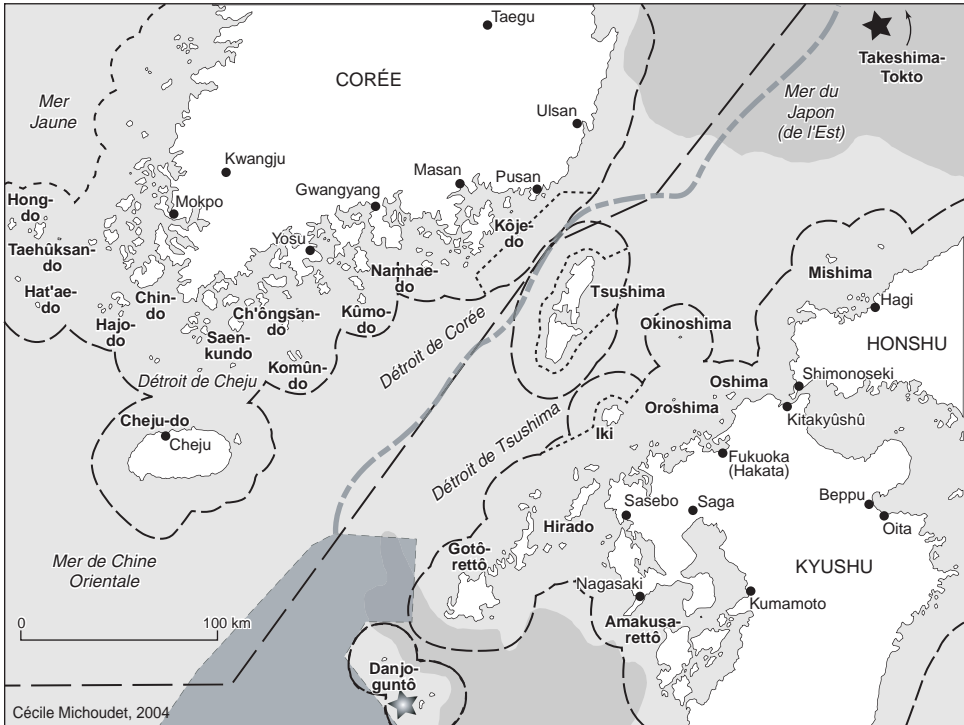 Taegu
Takeshima-
Tokto
CORÉE
Mer
Jaune
Mer du
Japon
(de l'Est)
Ulsan
Kwangju
Masan
Pusan
Gwangyang
Hong-
do
Mokpo
Kôje-
do
Yosu
Taehûksan-
do
Namhae-
do
Mishima
Hat'ae-
do
Chin-
do
Tsushima
Hagi
Hajo-
do
Ch'ôngsan-
do
Kûmo-
do
Okinoshima
Saen-
kundo
HONSHU
Komûn-
do
Détroit de Corée
Shimonoseki
Détroit de Cheju
Oshima
Oroshima
Kitakyûshû
Cheju-do
Cheju
Iki
Détroit de Tsushima
Fukuoka
(Hakata)
Beppu
Sasebo
Saga
Oita
Hirado
Mer de Chine
Orientale
Gotô-
rettô
KYUSHU
Nagasaki
Kumamoto
0
100 km
Amakusa-
rettô
Danjo-
guntô
Cécile Michoudet, 2004